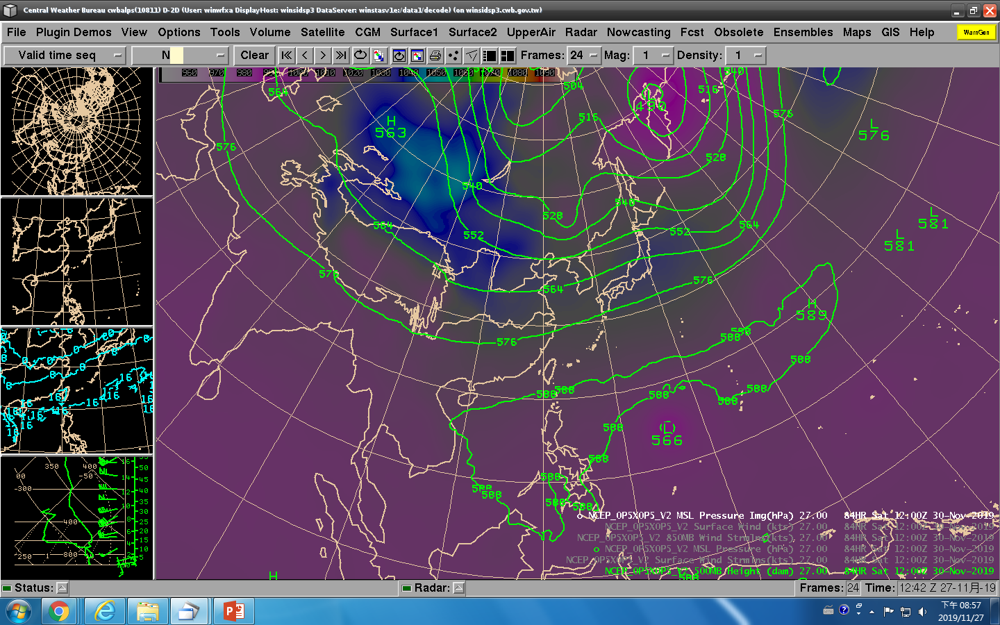 Central Weather Bureau cwbalps(10811) D-2D (User: winwfxa DisplayHost: winsidsp3 DataServer: winstasv1e:/data1/decode) (on winsidsp3.cwb.gov.tw)
File Plugin Demos View Options Tools Volume Satellite CGM Surface1 Surface2 UpperAir Radar Nowcasting Fcst Obsolete Ensembles Maps GIS Help WarnGen
Valid time seq N Clear Frames: 24 Mag: 1 Density: 1
960 970 980 990 1000 1010 1020 1030 1040 1050 1060 1070 1080 1090
540
504 516
564
490
516 576
H
563
L
576
576
528
540
540
528
L
581
564 552 552 564
L
581
576 576
564
H
589
576
588 588
588
588 588
588 588 588
588
L
566
588
588
588
588
588 588
NCEP_0P5X0P5_V2 MSL Pressure Img(hPa) 27.00 84HR Sat 12:00Z 30-Nov-2019
NCEP_0P5X0P5_V2 Surface Wind (kts) 27.00 84HR Sat 12:00Z 30-Nov-2019
NCEP_0P5X0P5_V2 850MB Wind Strmlns(kts) 27.00 84HR Sat 12:00Z 30-Nov-2019
NCEP_0P5X0P5_V2 MSL Pressure (hPa) 27.00 84HR Sat 12:00Z 30-Nov-2019
NCEP_0P5X0P5_V2 Surface Wind Strmlns(kts) 27.00 84HR Sat 12:00Z 30-Nov-2019
NCEP_0P5X0P5_V2 500MB Height (dam) 27.00 84HR Sat 12:00Z 30-Nov-2019
H
588
0 0 0
8 8 8
16 16
16 16 16
16
16
350 400
-50
-300
400
-250 1 800
16 50
14 45
12 40
35
10 30
8 25
6 20
4 15
2 5
Status: Radar: Frames: 24 Time: 12:42 Z 27-11月-19
下午 08:57
2019/11/27